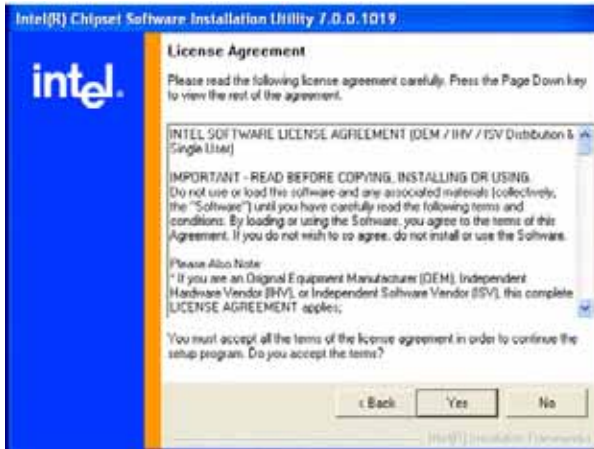 Intel(R) Chipset Software Installation Utility 7.0.0.1019
License Agreement
intel.
Please read the following license agreement carefully. Press the Page Down key
to view the rest of the agreement.
INTEL SOFTWARE LICENSE AGREEMENT (OEM / IHV / ISV Distribution &
Single User)
IMPORTANT - READ BEFORE COPYING, INSTALLING OR USING.
Do not use or load this software and any associated materials (collectively,
the "Software") until you have carefully read the following terms and
conditions. By loading or using the Software, you agree to the terms of this
Agreement. If you do not wish to so agree, do not install or use the Software.
Please Also Note:
* If you are an Original Equipment Manufacturer (OEM), Independent
Hardware Vendor (IHV), or Independent Software Vendor (ISV), this complete
LICENSE AGREEMENT applies;
You must accept all the terms of the license agreement in order to continue the
setup program. Do you accept the terms?
< Back
Yes
No
Intel(R) Installation Framework